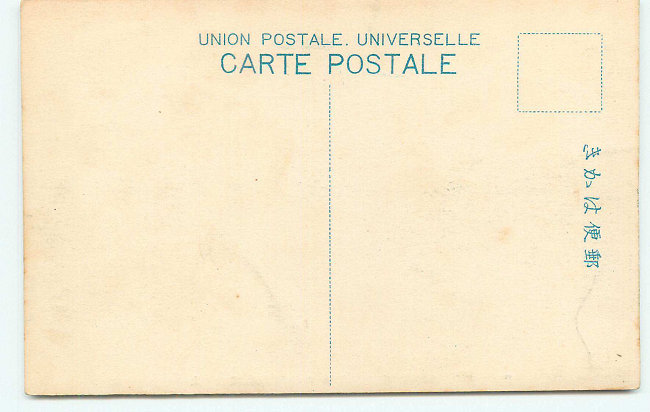 UNION POSTALE. UNIVERSELLE
CARTE POSTALE
郵便はかき